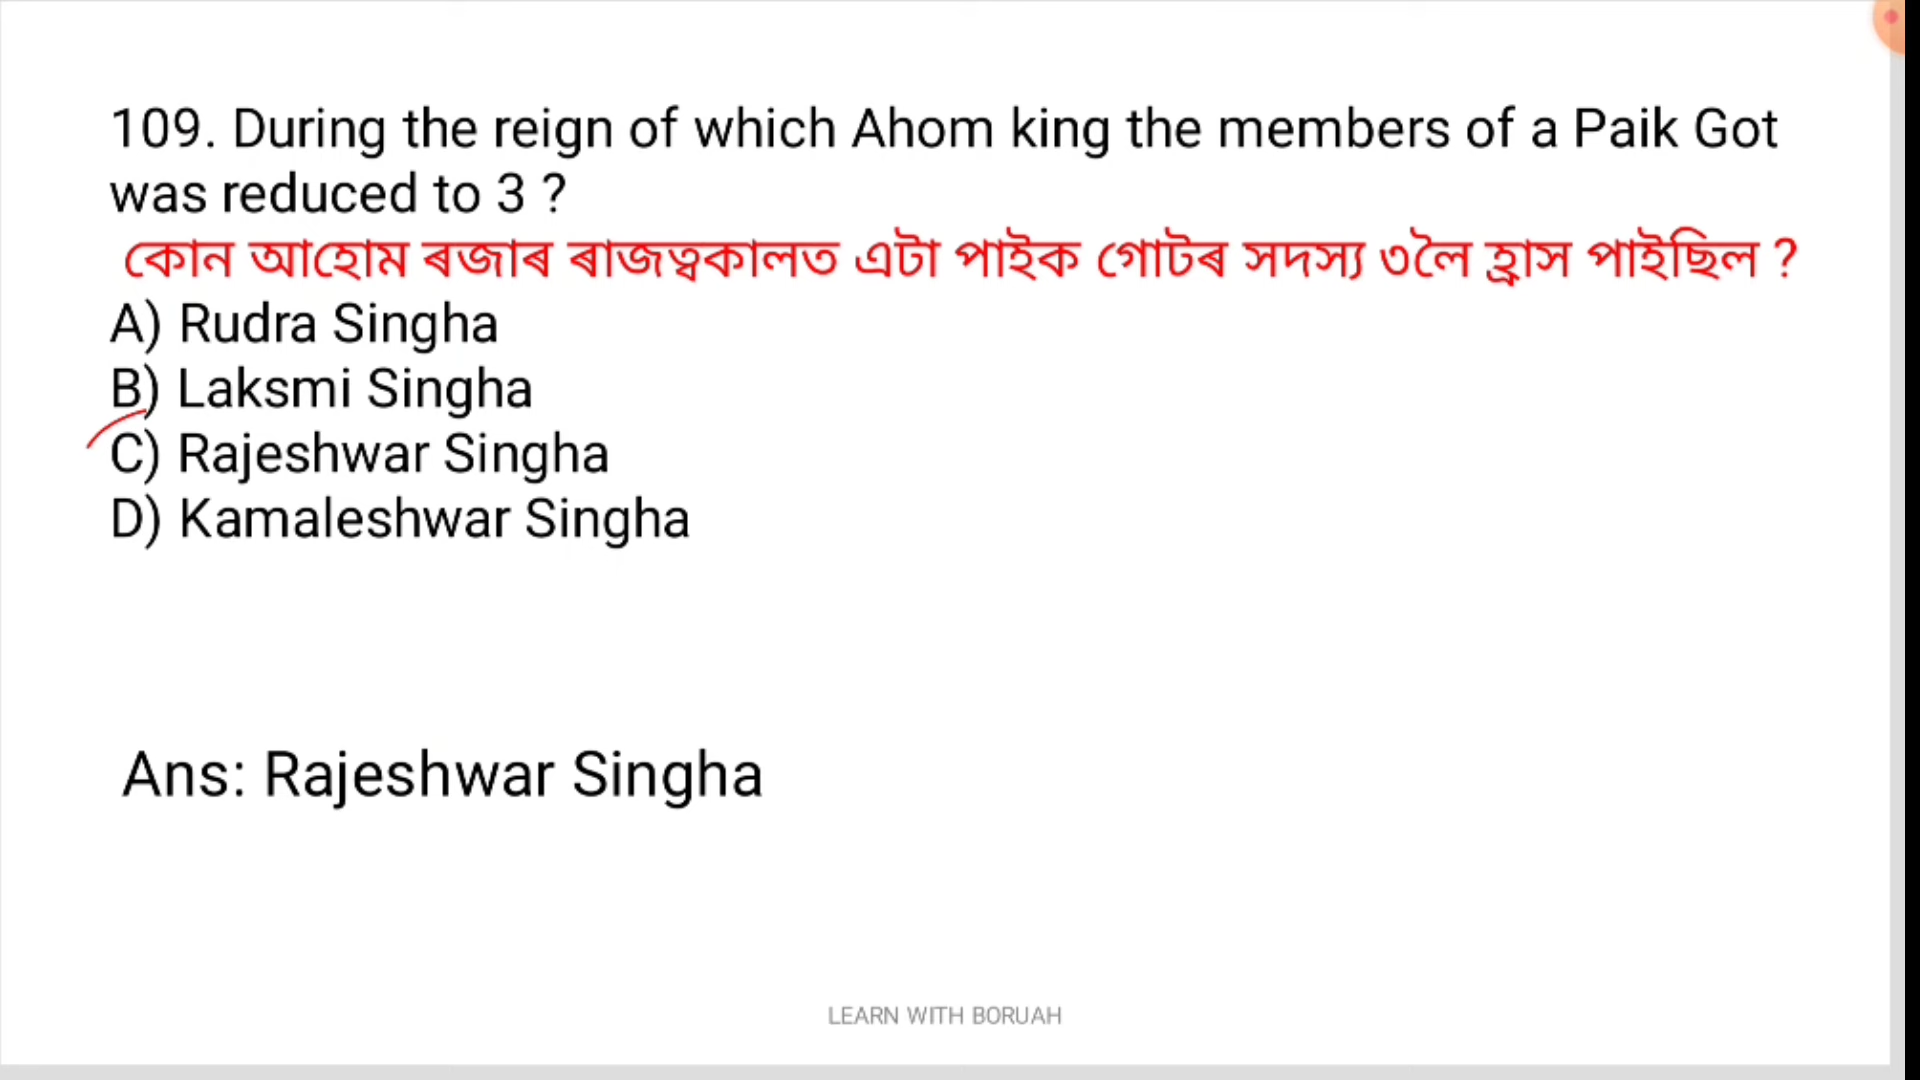 109. During the reign of which Ahom king the members of a Paik Got
was reduced to 3 ?
কোন আহোম ৰজাৰ ৰাজত্বকালত এটা পাইক গোটৰ সদস্য ৩লৈ হ্ৰাস পাইছিল ?
A) Rudra Singha
B) Laksmi Singha
C) Rajeshwar Singha
D) Kamaleshwar Singha
Ans: Rajeshwar Singha
LEARN WITH BORUAH